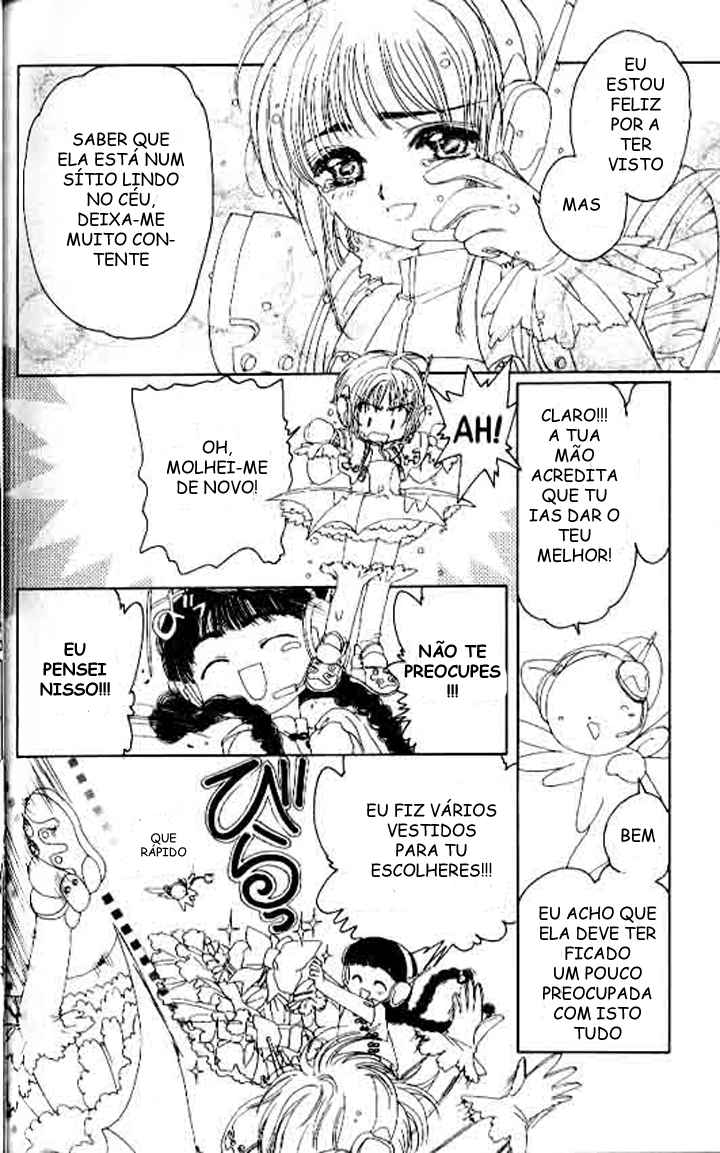 EU
ESTOU
FELIZ
POR A
TER
VISTO
MAS
SABER QUE
ELA ESTÁ NUM
SÍTIO LINDO
NO CÉU,
DEIXA-ME
MUITO CON-
TENTE
AH!
OH,
MOLHEI-ME
DE NOVO!
CLARO!!!
A TUA
MÃO
ACREDITA
QUE TU
IAS DAR O
TEU
MELHOR!
BEM
EU ACHO QUE
ELA DEVE TER
FICADO
UM POUCO
PREOCUPADA
COM ISTO
TUDO
NÃO TE
PREOCUPES
!!!
EU
PENSEI
NISSO!!!
EU FIZ VÁRIOS
VESTIDOS
PARA TU
ESCOLHERES!!!
びらっ
QUE
RÁPIDO